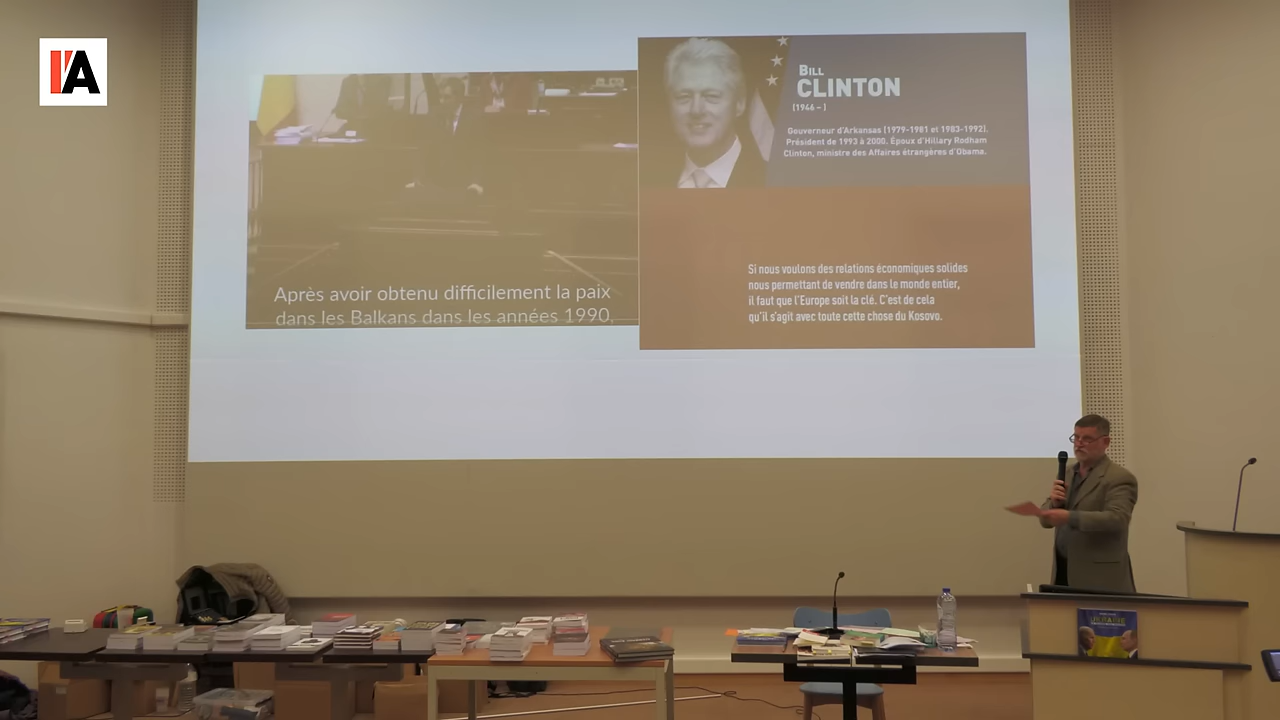 I'A
BILL
CLINTON
(1946 – )
Gouverneur d'Arkansas (1979-1981 et 1983-1992).
Président de 1993 à 2000. Époux d'Hillary Rodham
Clinton, ministre des Affaires étrangères d'Obama.
Si nous voulons des relations économiques solides
nous permettant de vendre dans le monde entier,
il faut que l'Europe soit la clé. C'est de cela
qu'il s'agit avec toute cette chose du Kosovo.
Après avoir obtenu difficilement la paix
dans les Balkans dans les années 1990,
UKRAINE